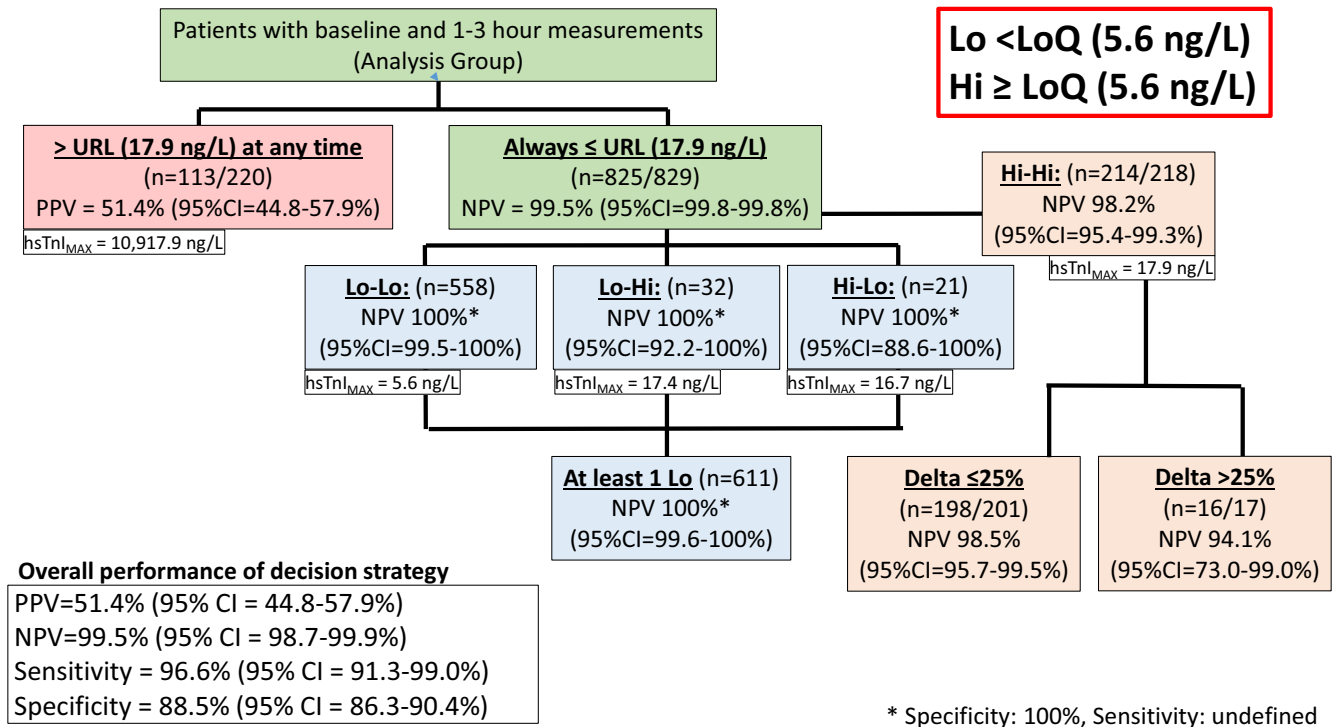 Patients with baseline and 1-3 hour measurements
(Analysis Group)
Lo <LoQ (5.6 ng/L)
Hi ≥ LoQ (5.6 ng/L)
> URL (17.9 ng/L) at any time
(n=113/220)
PPV = 51.4% (95%CI=44.8-57.9%)
hsTnIMAX = 10,917.9 ng/L
Always ≤ URL (17.9 ng/L)
(n=825/829)
NPV = 99.5% (95%CI=99.8-99.8%)
Hi-Hi: (n=214/218)
NPV 98.2%
(95%CI=95.4-99.3%)
hsTnIMAX = 17.9 ng/L
Lo-Lo: (n=558)
NPV 100%*
(95%CI=99.5-100%)
hsTnIMAX = 5.6 ng/L
Lo-Hi: (n=32)
NPV 100%*
(95%CI=92.2-100%)
hsTnIMAX = 17.4 ng/L
Hi-Lo: (n=21)
NPV 100%*
(95%CI=88.6-100%)
hsTnIMAX = 16.7 ng/L
At least 1 Lo (n=611)
NPV 100%*
(95%CI=99.6-100%)
Delta ≤25%
(n=198/201)
NPV 98.5%
(95%CI=95.7-99.5%)
Delta >25%
(n=16/17)
NPV 94.1%
(95%CI=73.0-99.0%)
Overall performance of decision strategy
PPV=51.4% (95% CI = 44.8-57.9%)
NPV=99.5% (95% CI = 98.7-99.9%)
Sensitivity = 96.6% (95% CI = 91.3-99.0%)
Specificity = 88.5% (95% CI = 86.3-90.4%)
* Specificity: 100%, Sensitivity: undefined